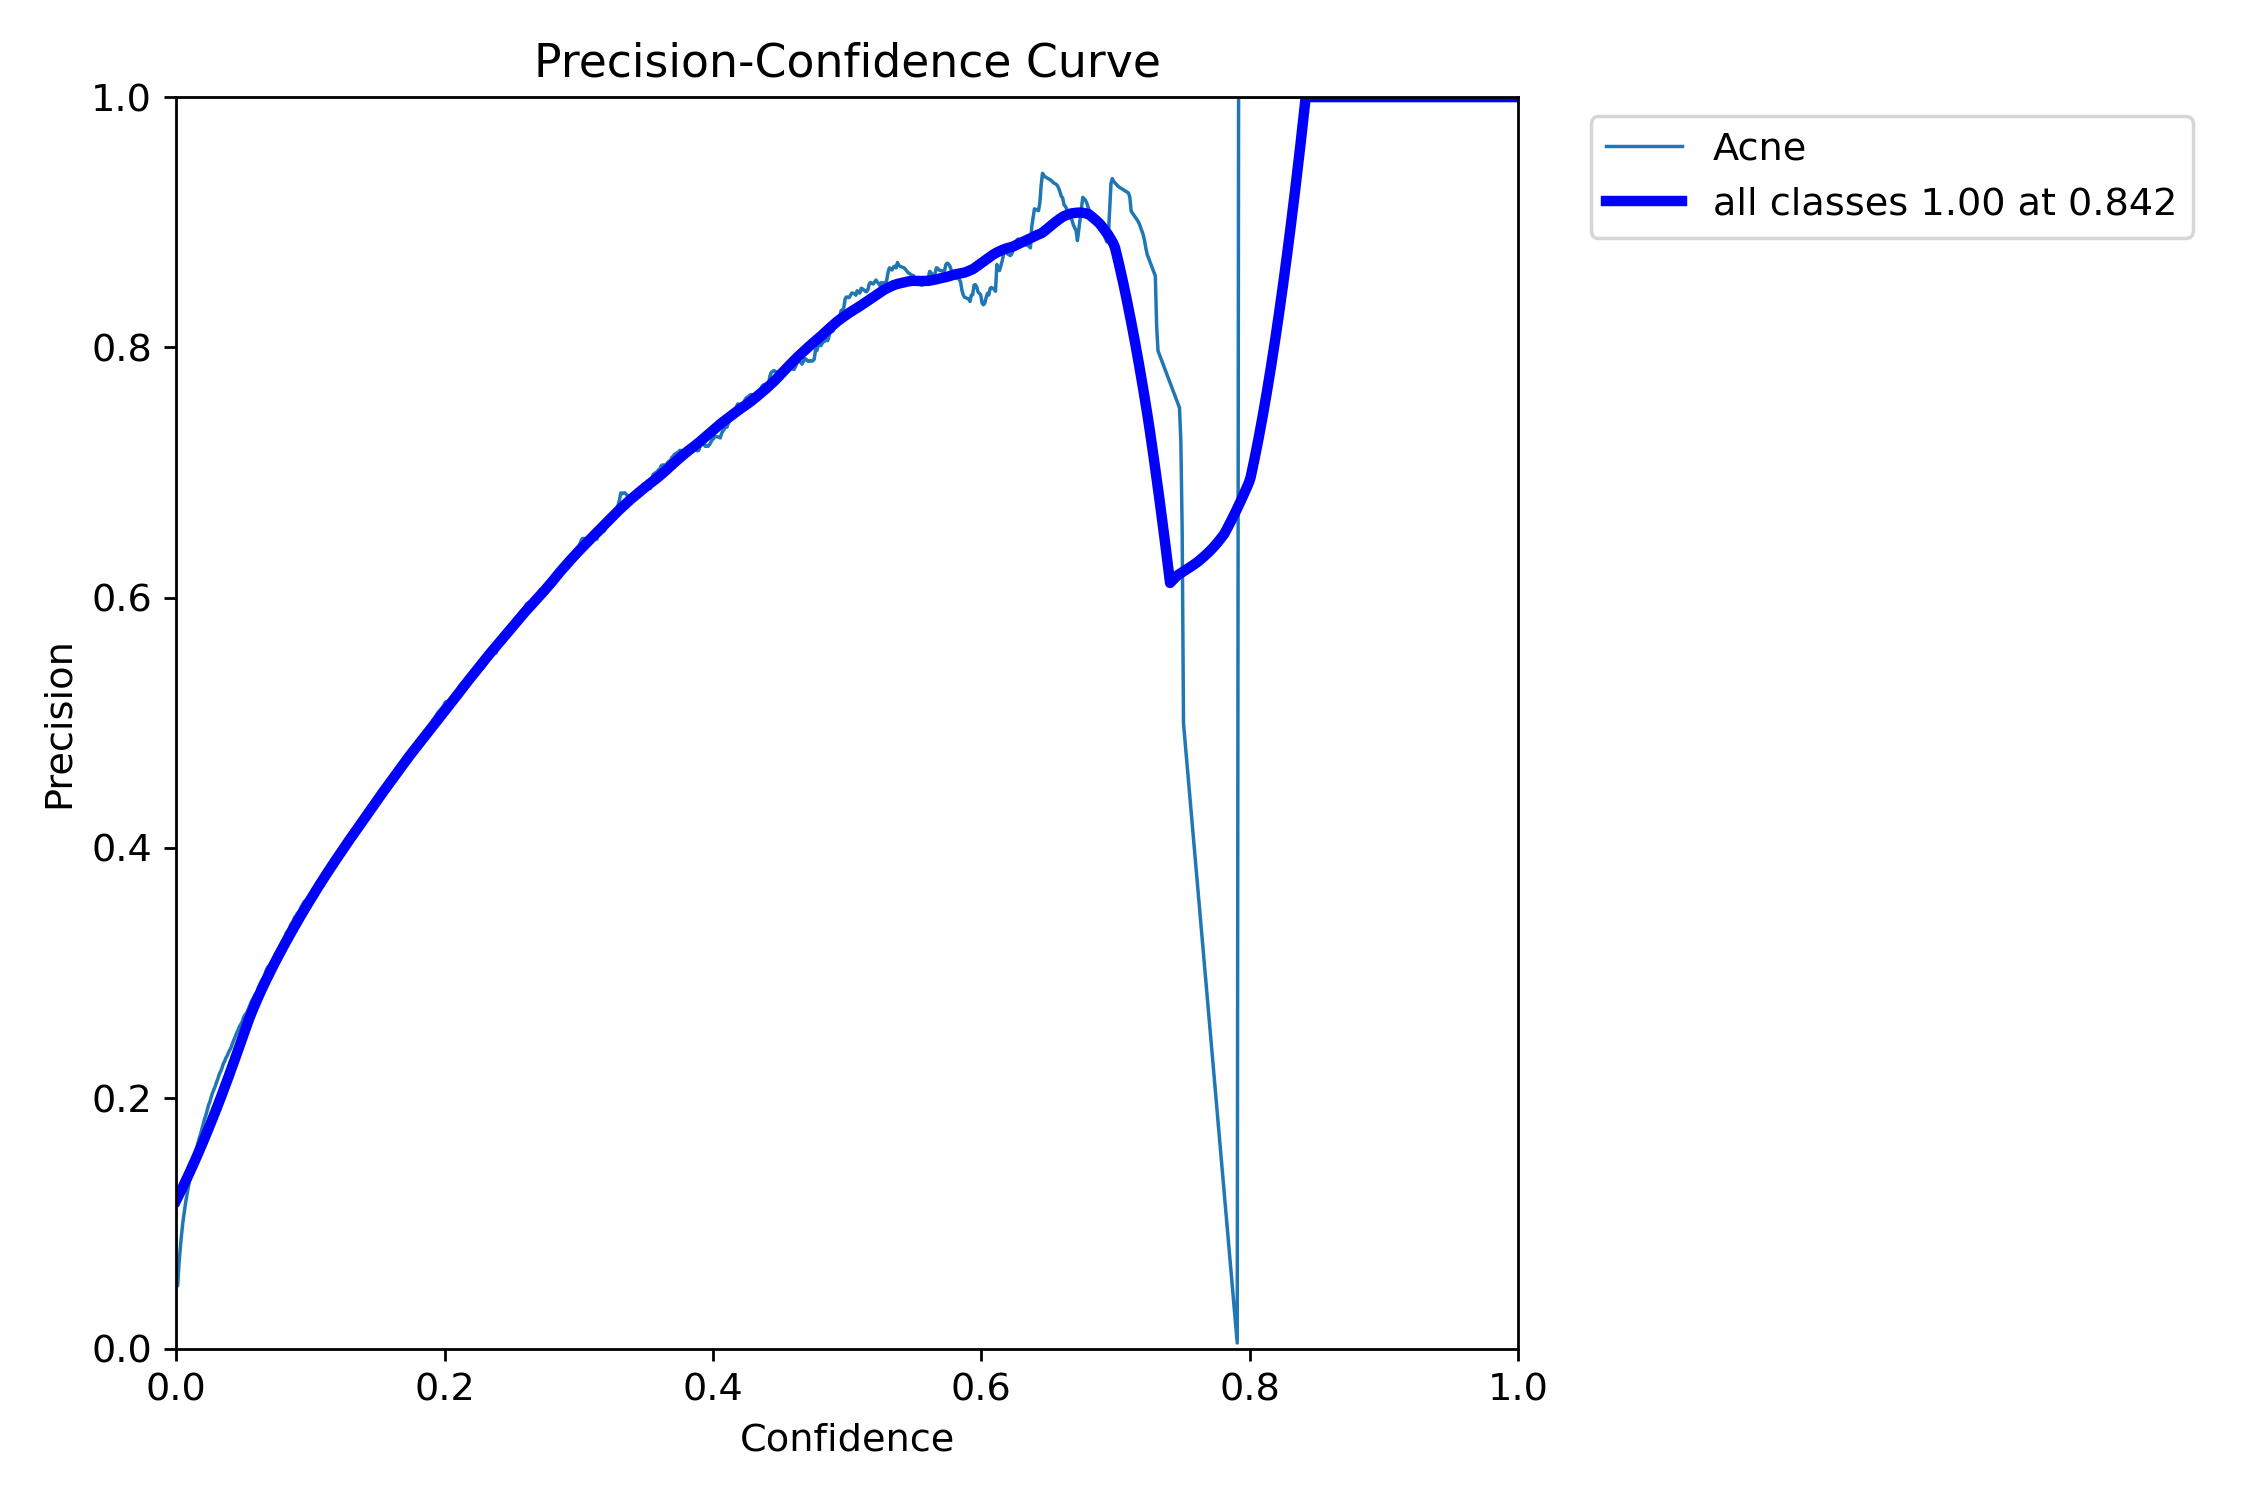 Precision-Confidence Curve
1.0
0.8
0.6
0.4
0.2
0.0
Precision
0.0 0.2 0.4 0.6 0.8 1.0
Confidence
Acne
all classes 1.00 at 0.842